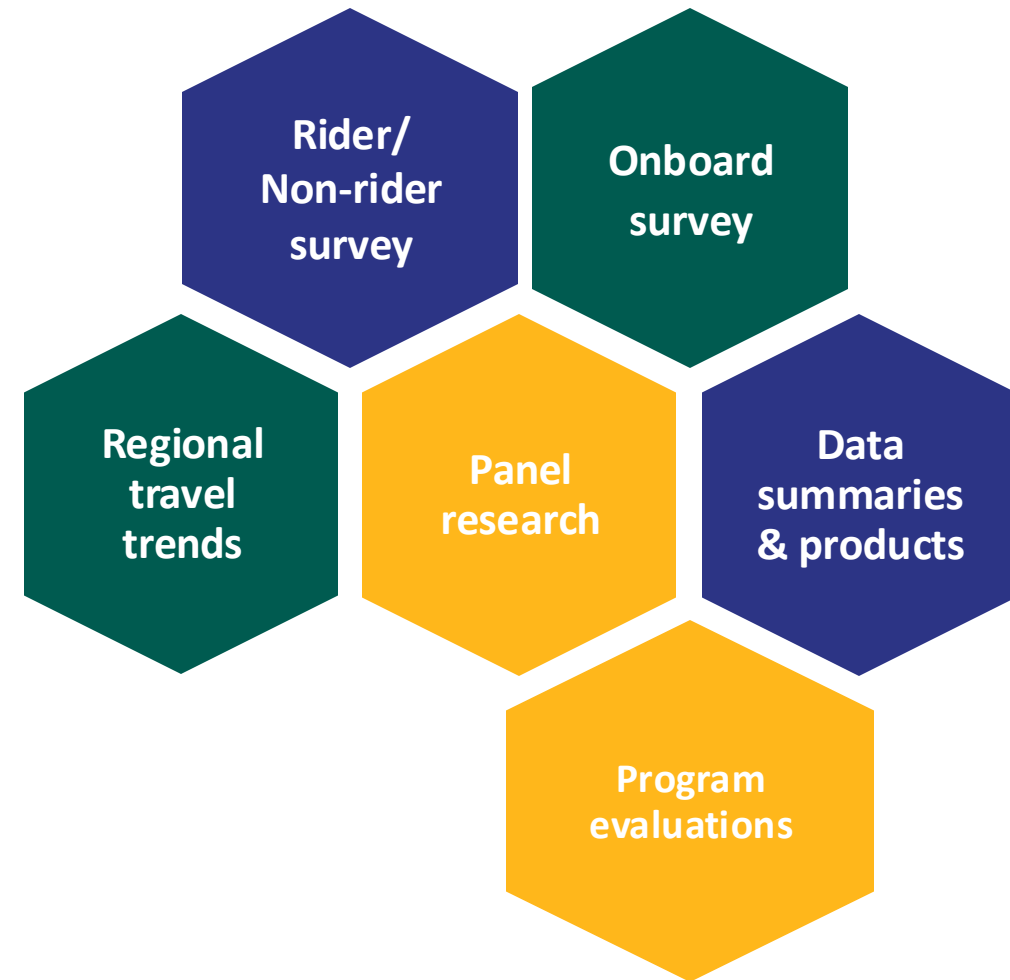 Rider/
Non-rider
survey
Onboard
survey
Regional
travel
trends
Panel
research
Data
summaries
& products
Program
evaluations